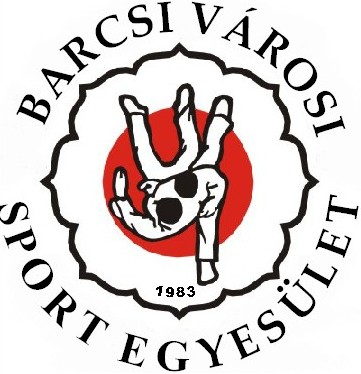 BARCSI VÁROSI
1983
SPORT EGYESÜLET